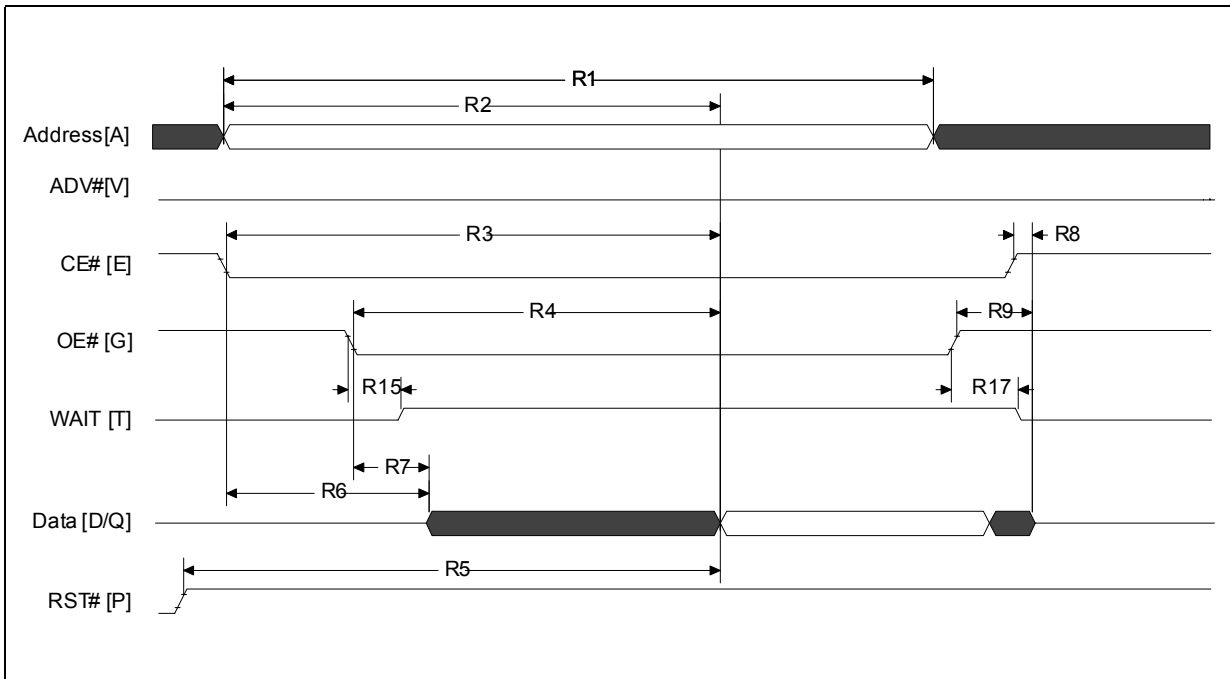 R1
R2
Address [A]
ADV# [V]
R3
R8
CE# [E]
R4
R9
OE# [G]
R15
R17
WAIT [T]
R7
R6
Data [D/Q]
R5
RST# [P]